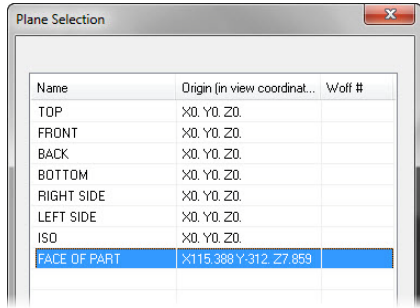 Plane Selection
Name Origin (in view coordinat... Woff #
TOP X0. Y0. Z0.
FRONT X0. Y0. Z0.
BACK X0. Y0. Z0.
BOTTOM X0. Y0. Z0.
RIGHT SIDE X0. Y0. Z0.
LEFT SIDE X0. Y0. Z0.
ISO X0. Y0. Z0.
FACE OF PART X115.388 Y-312. Z7.859